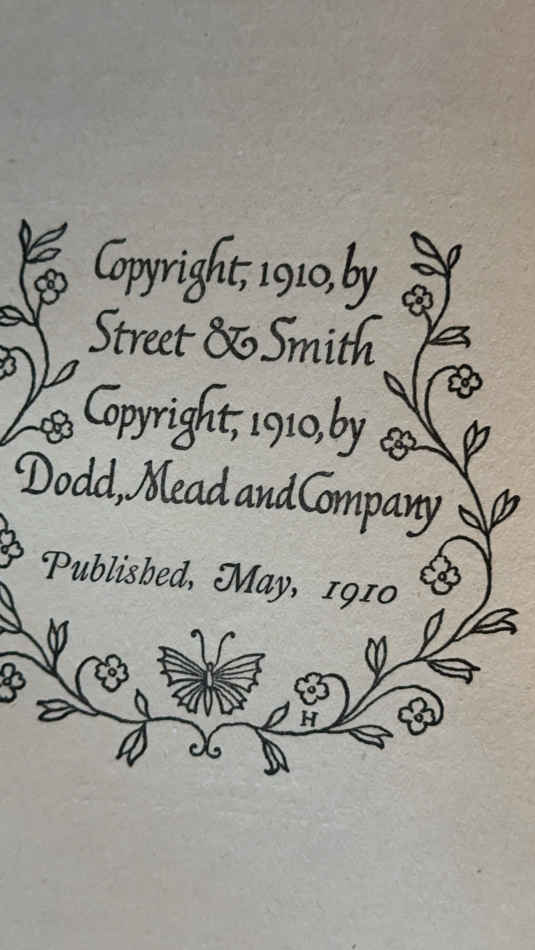 Copyright, 1910, by
Street & Smith
Copyright, 1910, by
Dodd, Mead and Company
Published, May, 1910
H